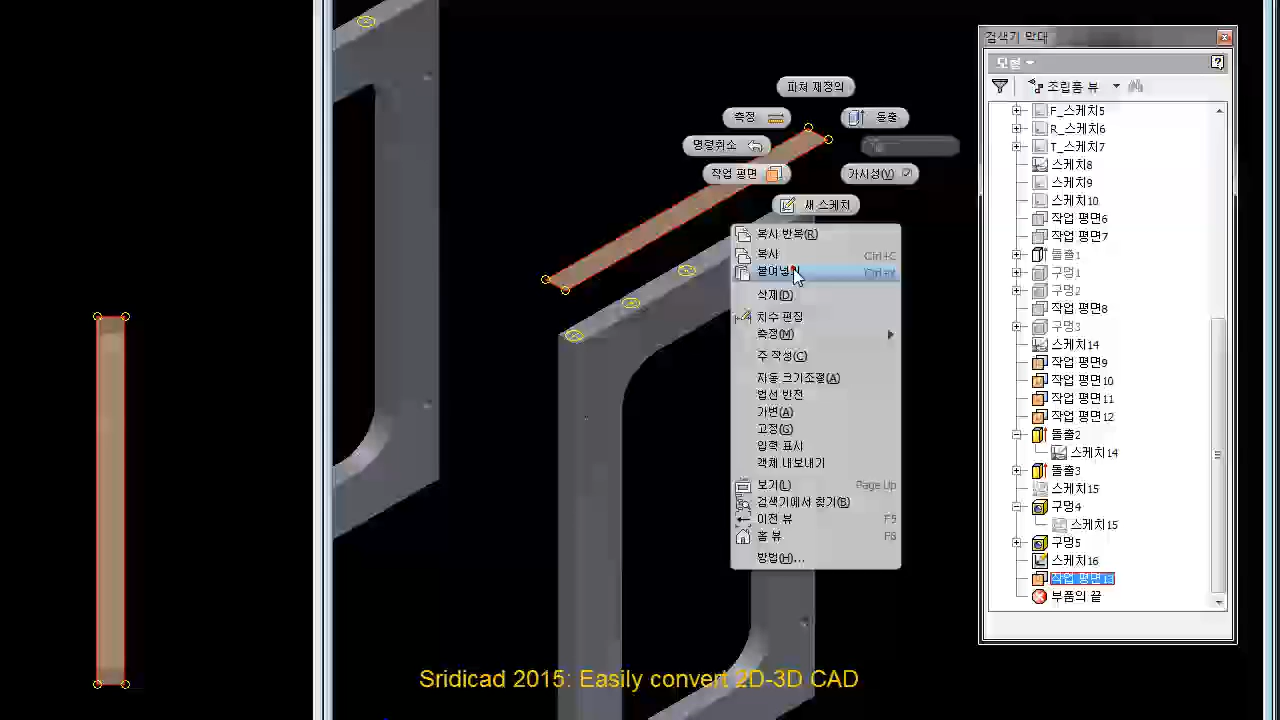 검색기 막대
모형
조립품 뷰
F_스케치5
R_스케치6
T_스케치7
스케치8
스케치9
스케치10
작업 평면6
작업 평면7
돌출1
구멍1
구멍2
작업 평면8
구멍3
스케치14
작업 평면9
작업 평면10
작업 평면11
작업 평면12
돌출2
스케치14
돌출3
스케치15
구멍4
스케치15
구멍5
스케치16
작업 평면13
부품의 끝
피쳐 재정의
측정
돌출
명령취소
작업 평면
가시성(V)
새 스케치
복사 반복(R)
복사 Ctrl+C
Ctrl+V
삭제(D)
치수 편집
측정(M)
주 작성(C)
자동 크기조정(A)
법선 반전
가변(A)
고정(G)
입력 표시
객체 내보내기
보기(L) Page Up
검색기에서 찾기(B)
이전 뷰 F5
홈 뷰 F6
방법(H)...
Sridicad 2015: Easily convert 2D-3D CAD